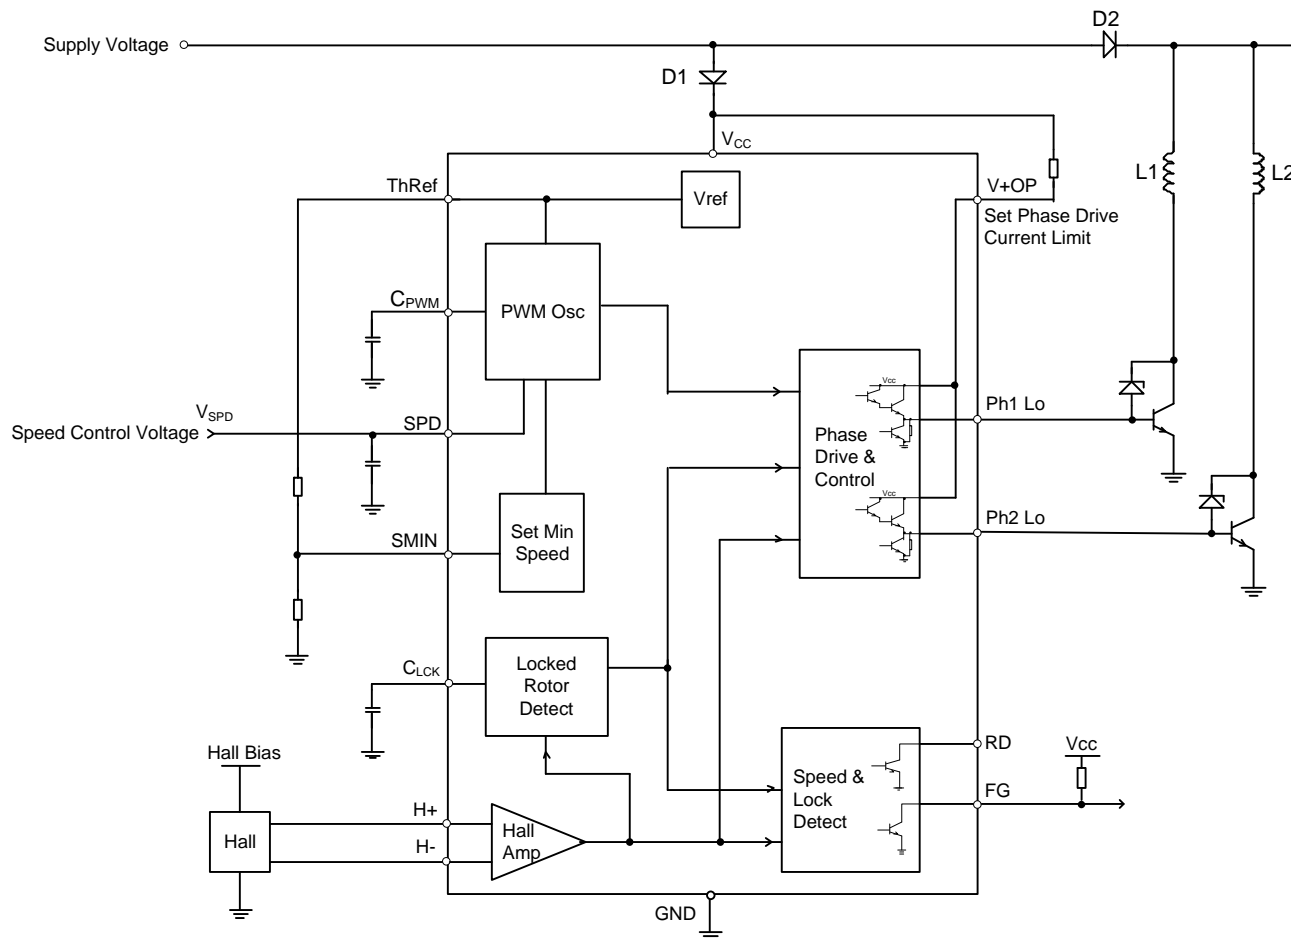 D2
Supply Voltage
D1
VCC
ThRef
Vref
V+OP
Set Phase Drive
Current Limit
L1
L2
CPWM
PWM Osc
Vcc
Ph1 Lo
VSPD
Speed Control Voltage
SPD
Phase
Drive &
Control
Vcc
Ph2 Lo
SMIN
Set Min
Speed
CLCK
Locked
Rotor
Detect
RD
Vcc
Hall Bias
Speed &
Lock
Detect
FG
H+
Hall
Amp
Hall
H-
GND